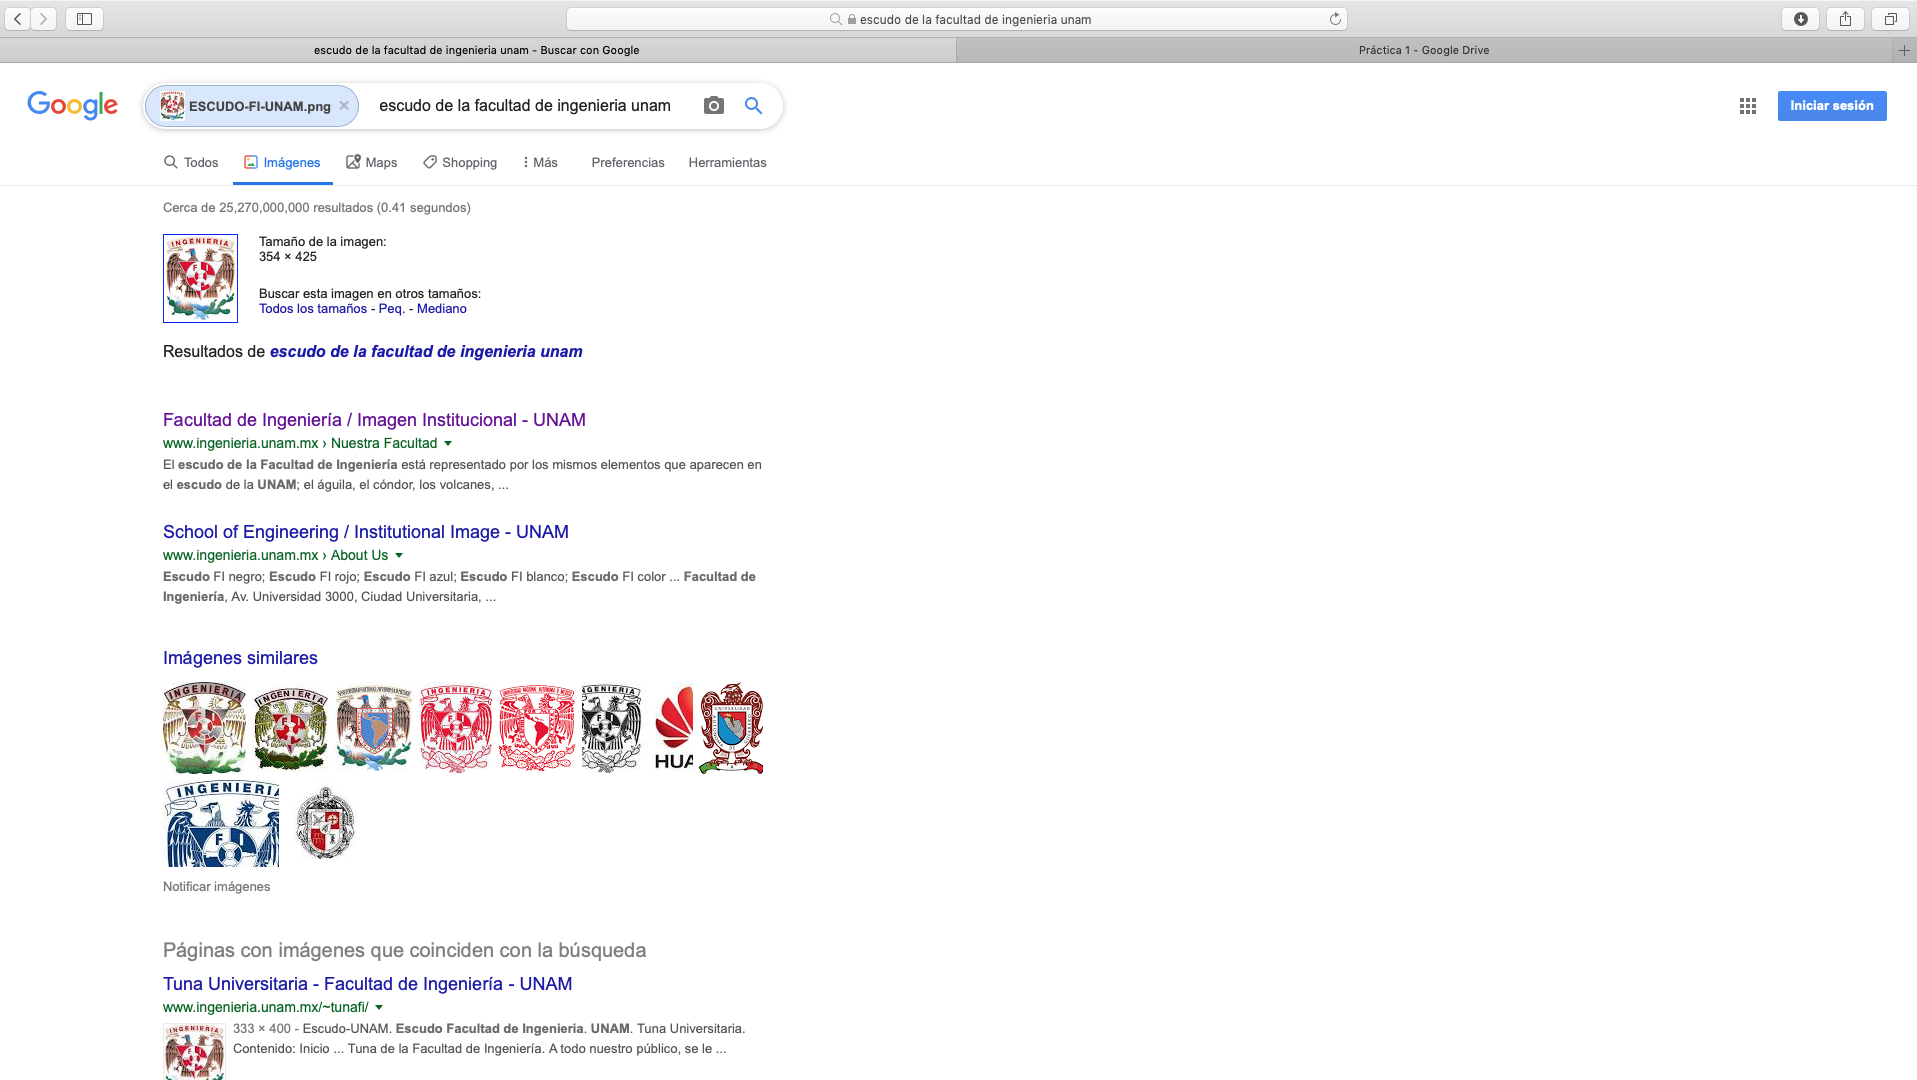 escudo de la facultad de ingenieria unam
escudo de la facultad de ingenieria unam - Buscar con Google
Práctica 1 - Google Drive
Google
ESCUDO-FI-UNAM.png
escudo de la facultad de ingenieria unam
Iniciar sesión
Todos
Imágenes
Maps
Shopping
Más
Preferencias
Herramientas
Cerca de 25,270,000,000 resultados (0.41 segundos)
INGENIERIA
Tamaño de la imagen:
354 × 425
Buscar esta imagen en otros tamaños:
Todos los tamaños - Peq. - Mediano
Resultados de escudo de la facultad de ingenieria unam
Facultad de Ingeniería / Imagen Institucional - UNAM
www.ingenieria.unam.mx › Nuestra Facultad
El escudo de la Facultad de Ingeniería está representado por los mismos elementos que aparecen en
el escudo de la UNAM; el águila, el cóndor, los volcanes, ...
School of Engineering / Institutional Image - UNAM
www.ingenieria.unam.mx › About Us
Escudo FI negro; Escudo FI rojo; Escudo FI azul; Escudo FI blanco; Escudo FI color ... Facultad de
Ingeniería, Av. Universidad 3000, Ciudad Universitaria, ...
Imágenes similares
INGENIERIA
INGENIERIA
INGENIERIA
HUA
INGENIERIA
F I
Notificar imágenes
Páginas con imágenes que coinciden con la búsqueda
Tuna Universitaria - Facultad de Ingeniería - UNAM
www.ingenieria.unam.mx/~tunafi/
INGENIERIA
333 × 400 - Escudo-UNAM. Escudo Facultad de Ingenieria. UNAM. Tuna Universitaria.
Contenido: Inicio ... Tuna de la Facultad de Ingeniería. A todo nuestro público, se le ...